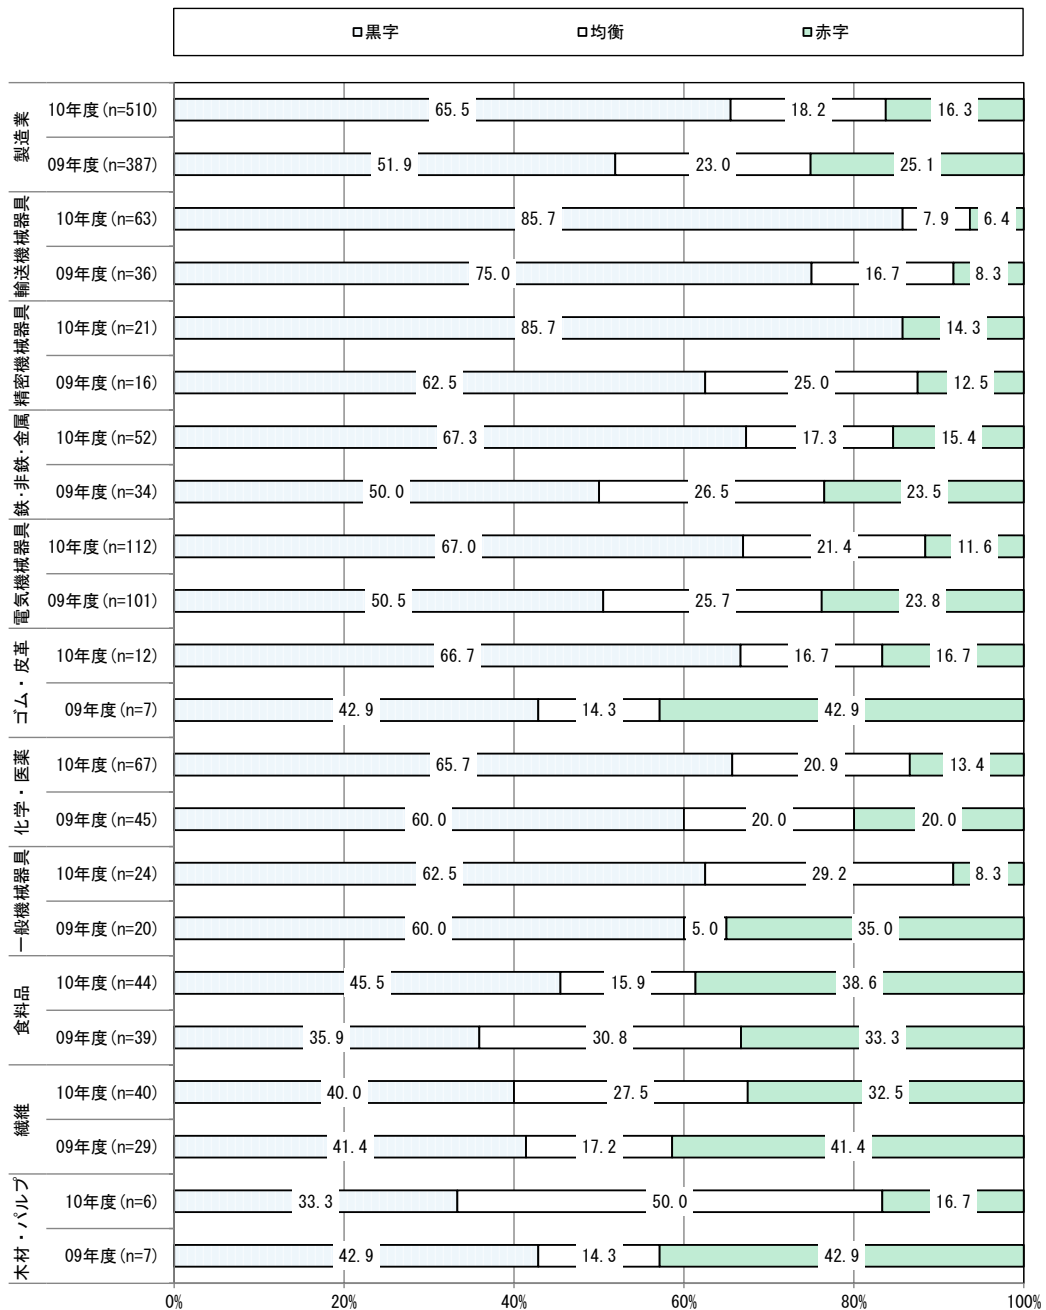 □黒字 □均衡 □赤字
製造業
10年度(n=510) 65.5 18.2 16.3
09年度(n=387) 51.9 23.0 25.1
輸送機械器具
10年度(n=63) 85.7 7.9 6.4
09年度(n=36) 75.0 16.7 8.3
精密機械器具
10年度(n=21) 85.7 14.3
09年度(n=16) 62.5 25.0 12.5
鉄・非鉄・金属
10年度(n=52) 67.3 17.3 15.4
09年度(n=34) 50.0 26.5 23.5
電気機械器具
10年度(n=112) 67.0 21.4 11.6
09年度(n=101) 50.5 25.7 23.8
ゴム・皮革
10年度(n=12) 66.7 16.7 16.7
09年度(n=7) 42.9 14.3 42.9
化学・医薬
10年度(n=67) 65.7 20.9 13.4
09年度(n=45) 60.0 20.0 20.0
一般機械器具
10年度(n=24) 62.5 29.2 8.3
09年度(n=20) 60.0 5.0 35.0
食料品
10年度(n=44) 45.5 15.9 38.6
09年度(n=39) 35.9 30.8 33.3
繊維
10年度(n=40) 40.0 27.5 32.5
09年度(n=29) 41.4 17.2 41.4
木材・パルプ
10年度(n=6) 33.3 50.0 16.7
09年度(n=7) 42.9 14.3 42.9
0% 20% 40% 60% 80% 100%